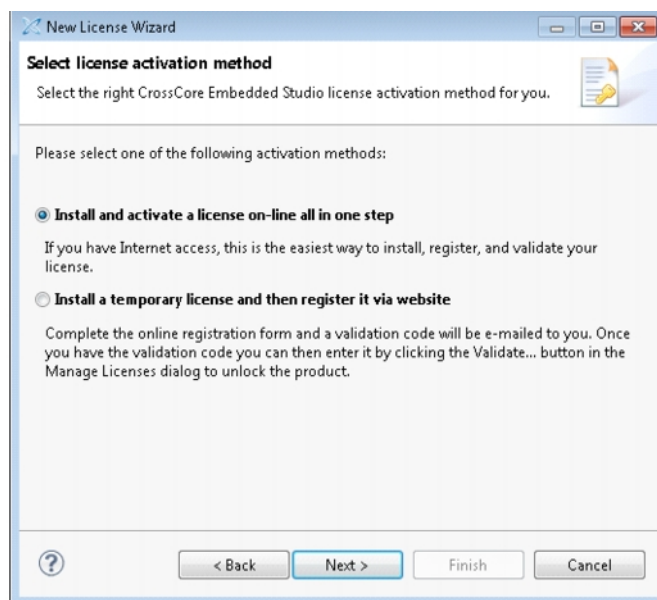 New License Wizard
Select license activation method
Select the right CrossCore Embedded Studio license activation method for you.
Please select one of the following activation methods:
Install and activate a license on-line all in one step
If you have Internet access, this is the easiest way to install, register, and validate your
license.
Install a temporary license and then register it via website
Complete the online registration form and a validation code will be e-mailed to you. Once
you have the validation code you can then enter it by clicking the Validate... button in the
Manage Licenses dialog to unlock the product.
?
< Back Next > Finish Cancel